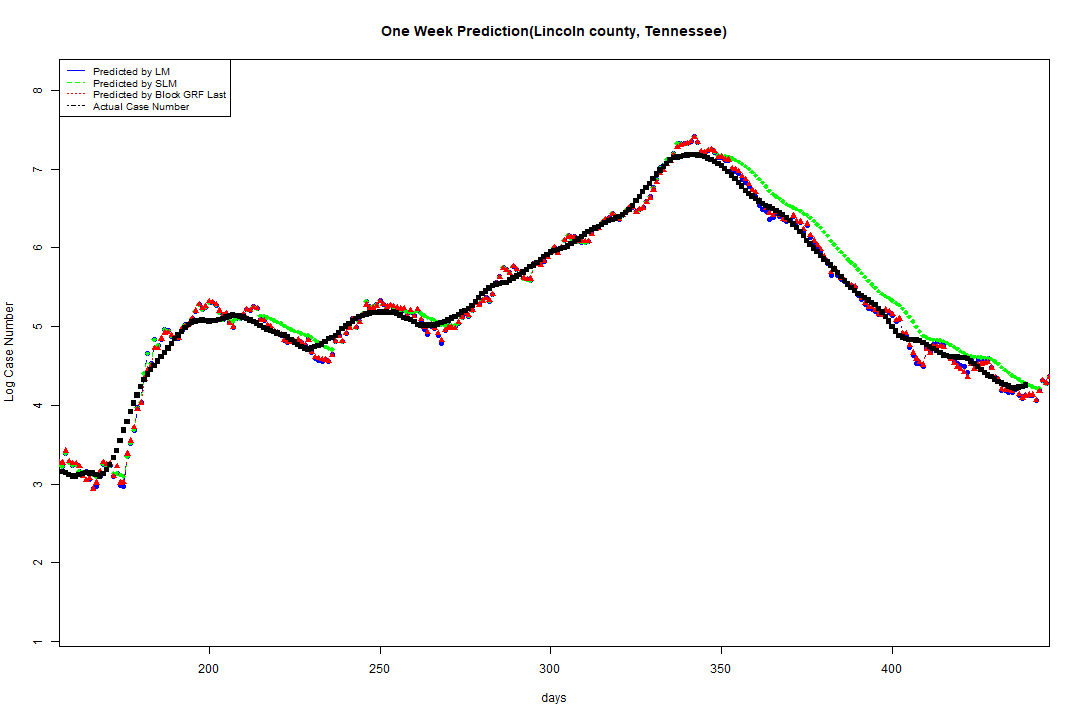 One Week Prediction(Lincoln county, Tennessee)
Predicted by LM
Predicted by SLM
Predicted by Block GRF Last
Actual Case Number
8
7
6
5
4
3
2
1
Log Case Number
200 250 300 350 400
days